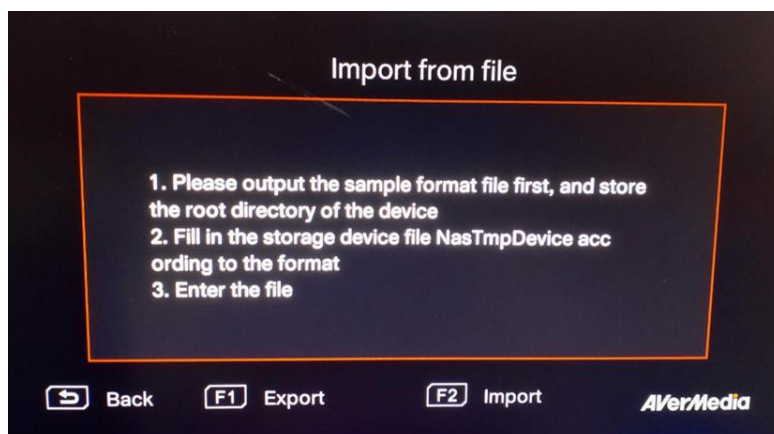 Import from file
1. Please output the sample format file first, and store
the root directory of the device
2. Fill in the storage device file NasTmpDevice acc
ording to the format
3. Enter the file
Back F1 Export F2 Import AVerMedia